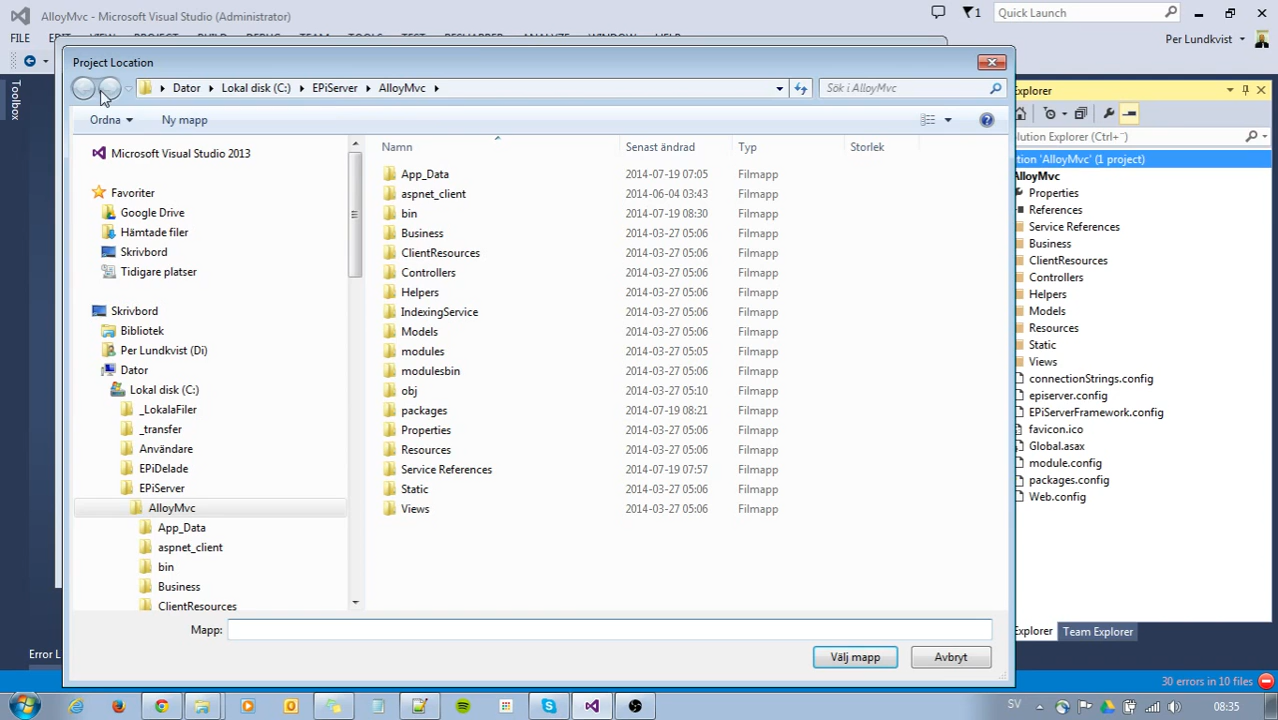 AlloyMvc - Microsoft Visual Studio (Administrator)
1
Quick Launch
FILE
Per Lundkvist
Toolbox
Project Location
Dator
Lokal disk (C:)
EPiServer
AlloyMvc
Sök i AlloyMvc
Ordna
Ny mapp
Microsoft Visual Studio 2013
Favoriter
Google Drive
Hämtade filer
Skrivbord
Tidigare platser
Skrivbord
Bibliotek
Per Lundkvist (Di)
Dator
Lokal disk (C:)
_LokalaFiler
_transfer
Användare
EPiDelade
EPiServer
AlloyMvc
App_Data
aspnet_client
bin
Business
ClientResources
Namn Senast ändrad Typ Storlek
App_Data 2014-07-19 07:05 Filmapp
aspnet_client 2014-06-04 03:43 Filmapp
bin 2014-07-19 08:30 Filmapp
Business 2014-03-27 05:06 Filmapp
ClientResources 2014-03-27 05:06 Filmapp
Controllers 2014-03-27 05:06 Filmapp
Helpers 2014-03-27 05:06 Filmapp
IndexingService 2014-03-27 05:06 Filmapp
Models 2014-03-27 05:06 Filmapp
modules 2014-03-27 05:05 Filmapp
modulesbin 2014-03-27 05:06 Filmapp
obj 2014-03-27 05:10 Filmapp
packages 2014-07-19 08:21 Filmapp
Properties 2014-03-27 05:06 Filmapp
Resources 2014-03-27 05:06 Filmapp
Service References 2014-07-19 07:57 Filmapp
Static 2014-03-27 05:06 Filmapp
Views 2014-03-27 05:06 Filmapp
Mapp:
Välj mapp
Avbryt
Explorer
lution Explorer (Ctrl+¨)
tion 'AlloyMvc' (1 project)
AlloyMvc
Properties
References
Service References
Business
ClientResources
Controllers
Helpers
Models
Resources
Static
Views
connectionStrings.config
episerver.config
EPiServerFramework.config
favicon.ico
Global.asax
module.config
packages.config
Web.config
Explorer
Team Explorer
Error L
30 errors in 10 files
SV
08:35